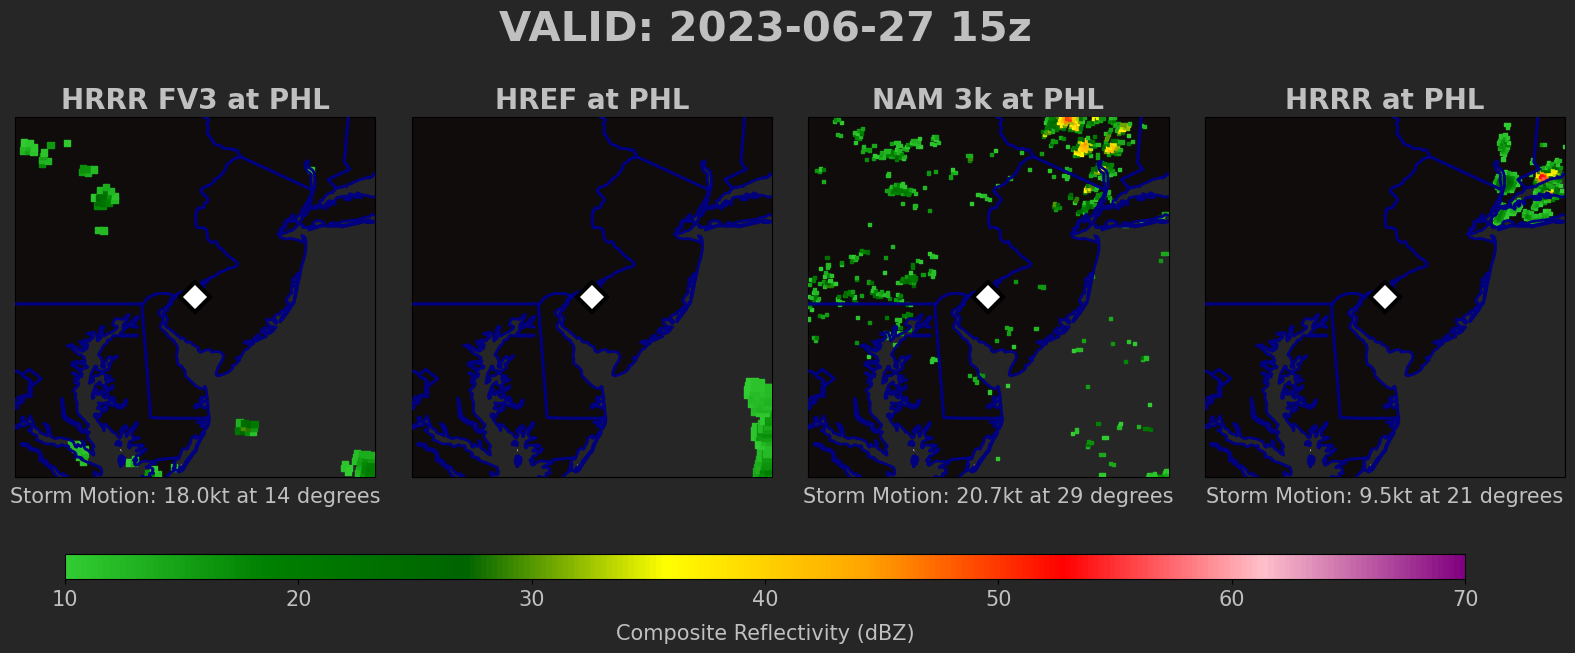 VALID: 2023-06-27 15z
HRRR FV3 at PHL
HREF at PHL
NAM 3k at PHL
HRRR at PHL
Storm Motion: 18.0kt at 14 degrees
Storm Motion: 20.7kt at 29 degrees
Storm Motion: 9.5kt at 21 degrees
10 20 30 40 50 60 70
Composite Reflectivity (dBZ)